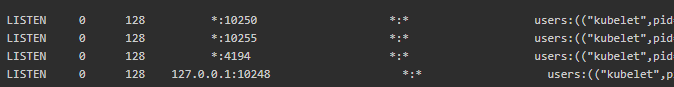 LISTEN 0 128 *:10250 *:* users:(("kubelet",pid
LISTEN 0 128 *:10255 *:* users:(("kubelet",pid
LISTEN 0 128 *:4194 *:* users:(("kubelet",pid
LISTEN 0 128 127.0.0.1:10248 *:* users:(("kubelet",p